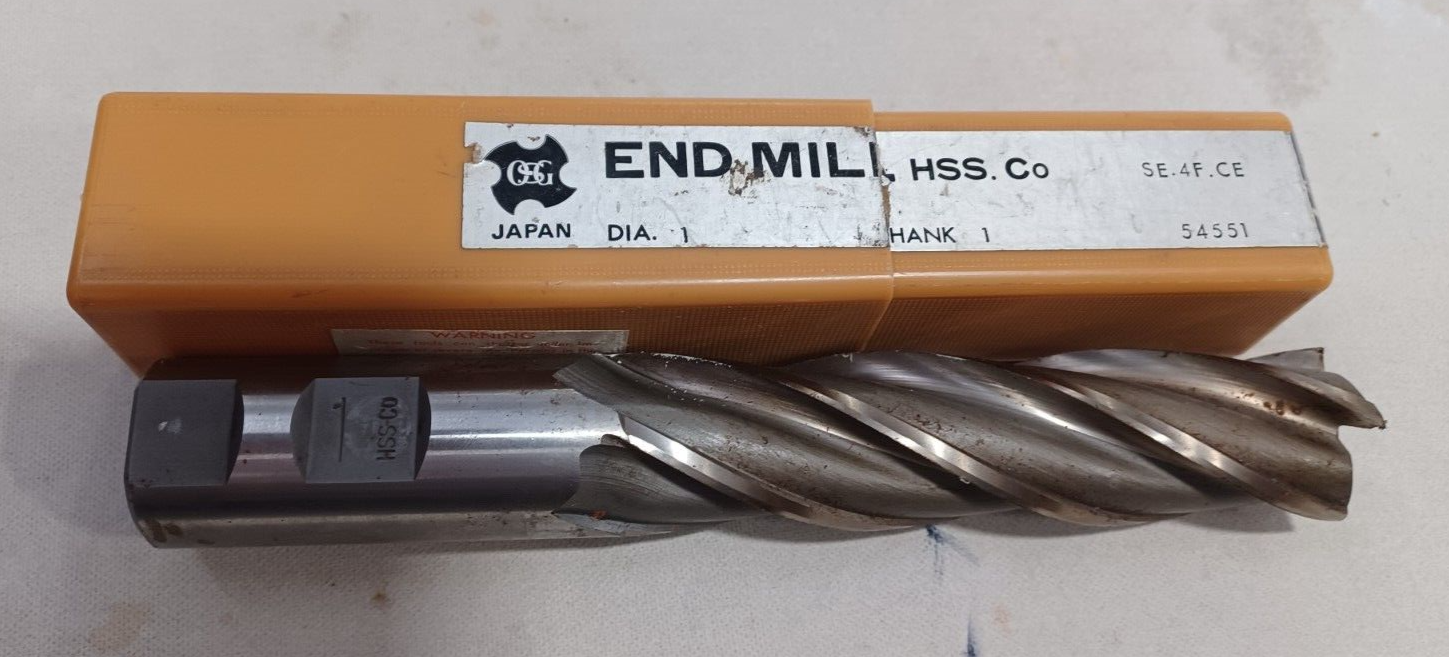 OSG
END MILL HSS.Co SE.4F.CE
JAPAN DIA. 1 HANK 1 54551
WARNING
1 HSS-CO